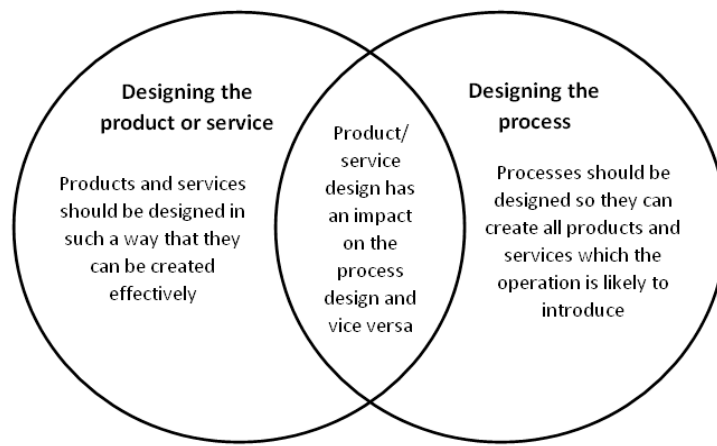 Designing the
product or service
Products and services
should be designed in
such a way that they
can be created
effectively
Product/
service
design has
an impact
on the
process
design and
vice versa
Designing the
process
Processes should be
designed so they can
create all products and
services which the
operation is likely to
introduce